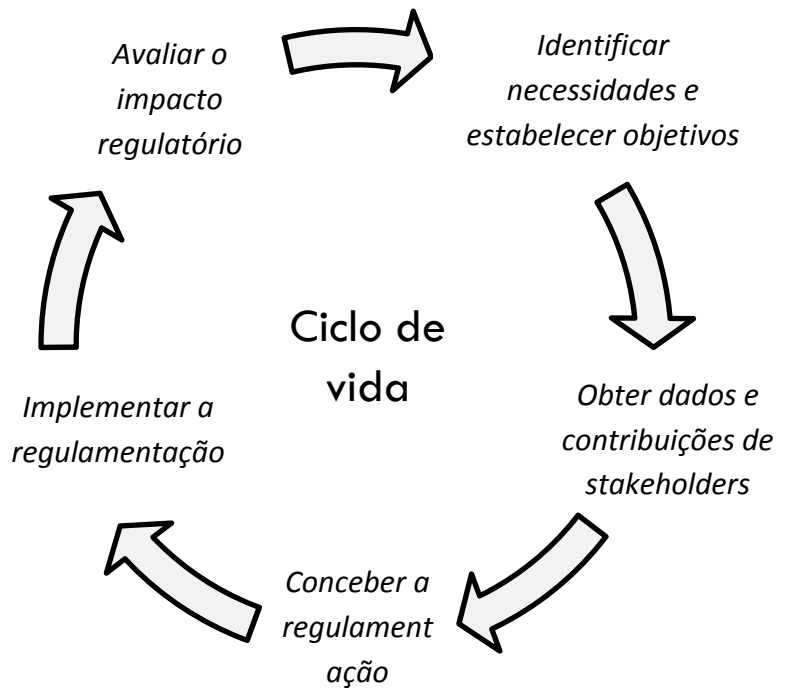 Avaliar o
impacto
regulatório
Identificar
necessidades e
estabelecer objetivos
Obter dados e
contribuições de
stakeholders
Conceber a
regulament
ação
Implementar a
regulamentação
Ciclo de
vida